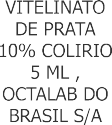 VITELINATO
DE PRATA
10% COLIRIO
5 ML ,
OCTALAB DO
BRASIL S/A